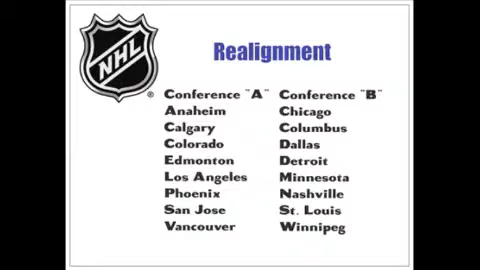 NHL
®
Realignment
Conference "A" Conference "B"
Anaheim Chicago
Calgary Columbus
Colorado Dallas
Edmonton Detroit
Los Angeles Minnesota
Phoenix Nashville
San Jose St. Louis
Vancouver Winnipeg